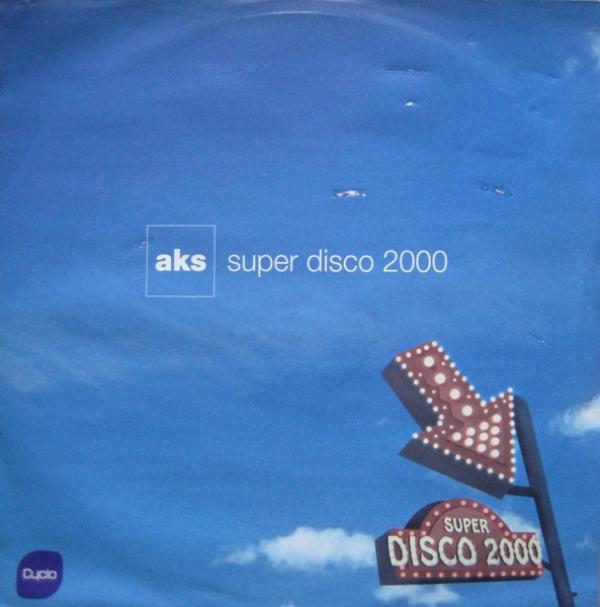 aks super disco 2000
SUPER
DISCO 2000
Cyclo